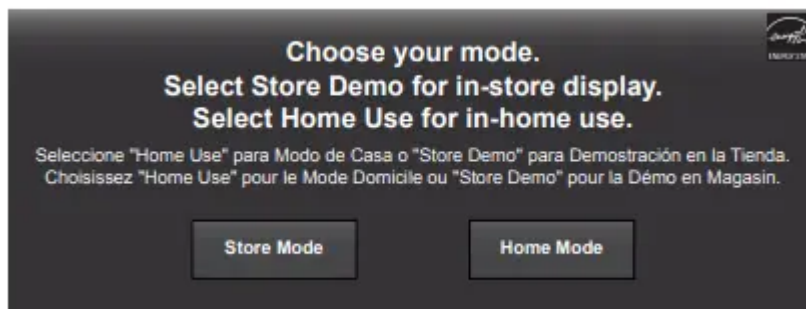 Choose your mode.
Select Store Demo for in-store display.
Select Home Use for in-home use.
Seleccione "Home Use" para Modo de Casa o "Store Demo" para Demostración en la Tienda.
Choisissez "Home Use" pour le Mode Domicile ou "Store Demo" pour la Démo en Magasin.
Store Mode
Home Mode